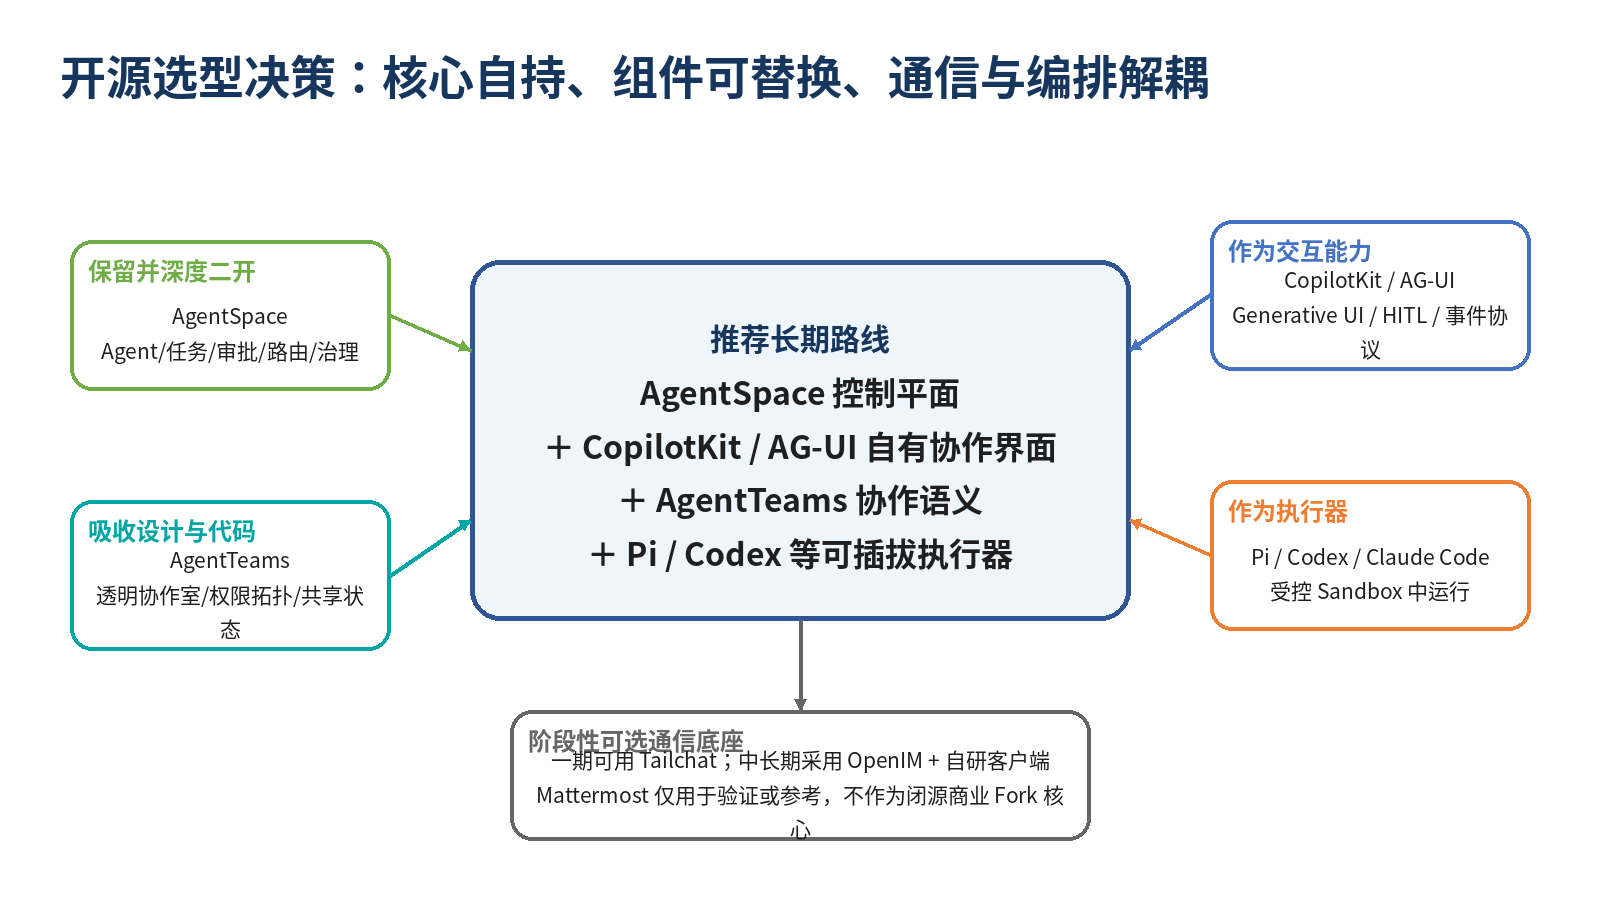 开源选型决策：核心自持、组件可替换、通信与编排解耦
保留并深度二开
AgentSpace
Agent/任务/审批/路由/治理
吸收设计与代码
AgentTeams
透明协作室/权限拓扑/共享状
态
推荐长期路线
AgentSpace 控制平面
＋ CopilotKit / AG-UI 自有协作界面
＋ AgentTeams 协作语义
＋ Pi / Codex 等可插拔执行器
作为交互能力
CopilotKit / AG-UI
Generative UI / HITL / 事件协
议
作为执行器
Pi / Codex / Claude Code
受控 Sandbox 中运行
阶段性可选通信底座
一期可用 Tailchat；中长期采用 OpenIM + 自研客户端
Mattermost 仅用于验证或参考，不作为闭源商业 Fork 核
心